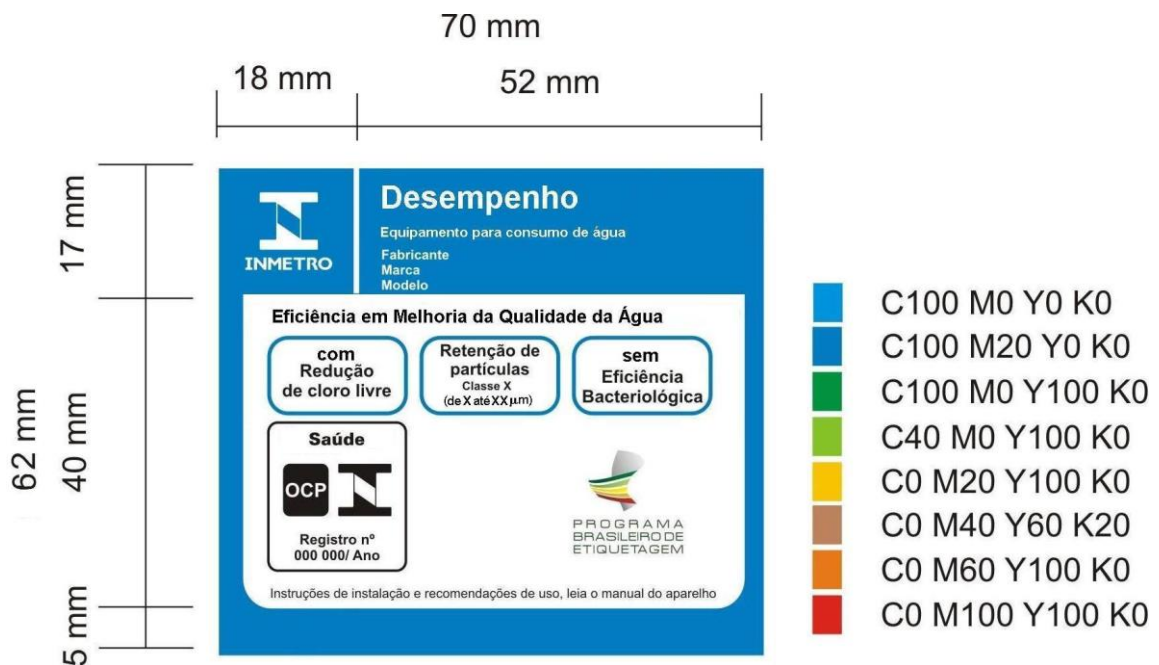 70 mm
18 mm
52 mm
17 mm
62 mm
40 mm
5 mm
INMETRO
Desempenho
Equipamento para consumo de água
Fabricante
Marca
Modelo
Eficiência em Melhoria da Qualidade da Água
com
Redução
de cloro livre
Retenção de
partículas
Classe X
(de X até XX µm)
sem
Eficiência
Bacteriológica
Saúde
OCP
Registro nº
000 000/ Ano
PROGRAMA
BRASILEIRO DE
ETIQUETAGEM
Instruções de instalação e recomendações de uso, leia o manual do aparelho
C100 M0 Y0 K0
C100 M20 Y0 K0
C100 M0 Y100 K0
C40 M0 Y100 K0
C0 M20 Y100 K0
C0 M40 Y60 K20
C0 M60 Y100 K0
C0 M100 Y100 K0